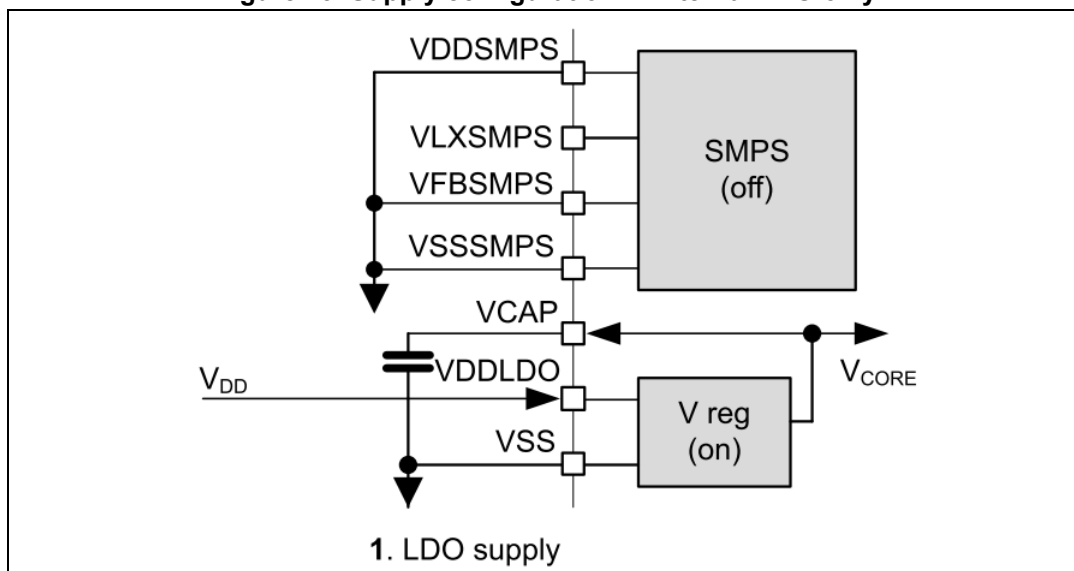 VDDSMPS
VLXSMPS
VFBSMPS
VSSSMPS
SMPS
(off)
VCAP
VDDLDO
VDD
VCORE
V reg
(on)
VSS
1. LDO supply